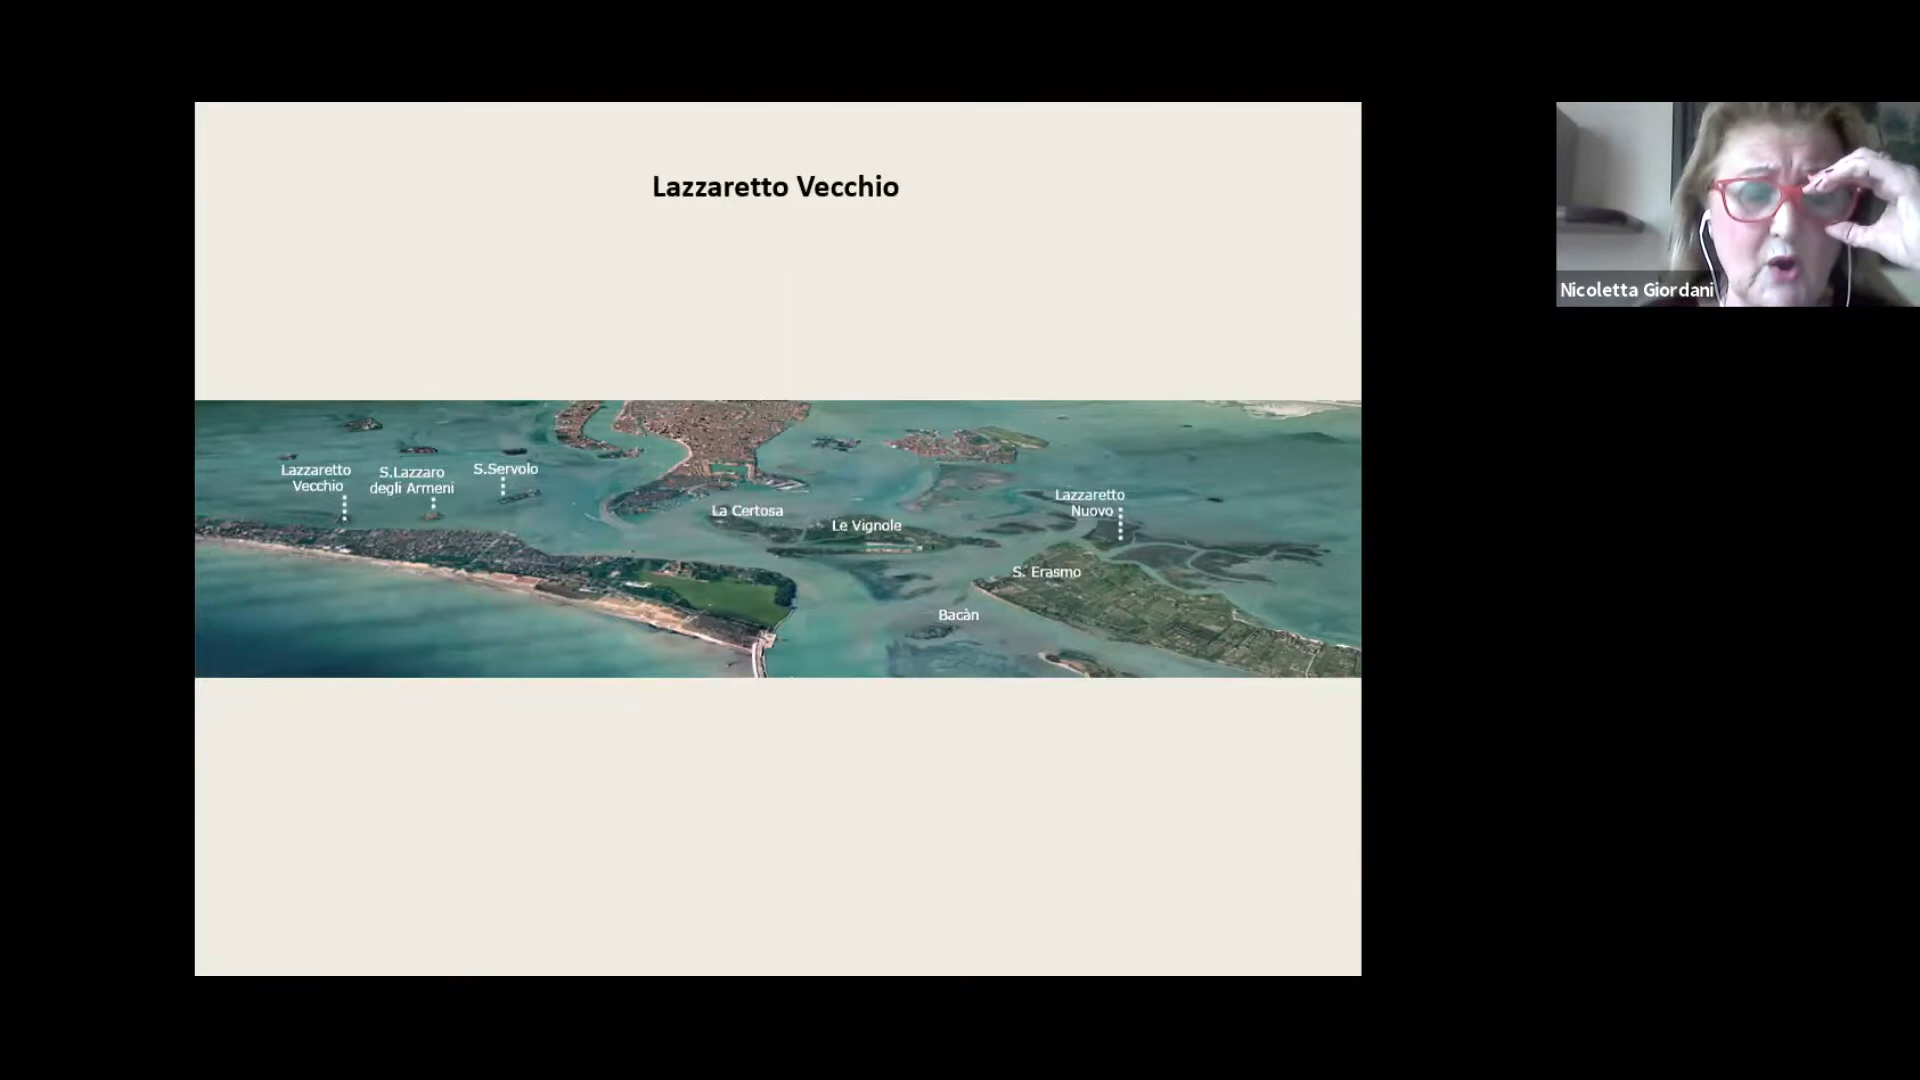 Lazzaretto Vecchio
Lazzaretto
Vecchio
S.Lazzaro
degli Armeni
S.Servolo
La Certosa
Le Vignole
Lazzaretto
Nuovo
S. Erasmo
Bacàn
Nicoletta Giordani